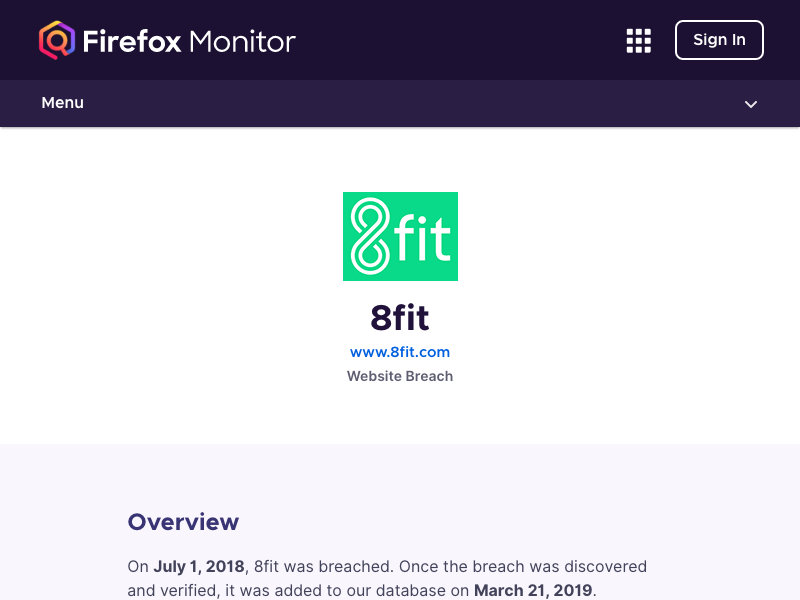 Firefox Monitor
Sign In
Menu
8fit
8fit
www.8fit.com
Website Breach
Overview
On July 1, 2018, 8fit was breached. Once the breach was discovered
and verified, it was added to our database on March 21, 2019.